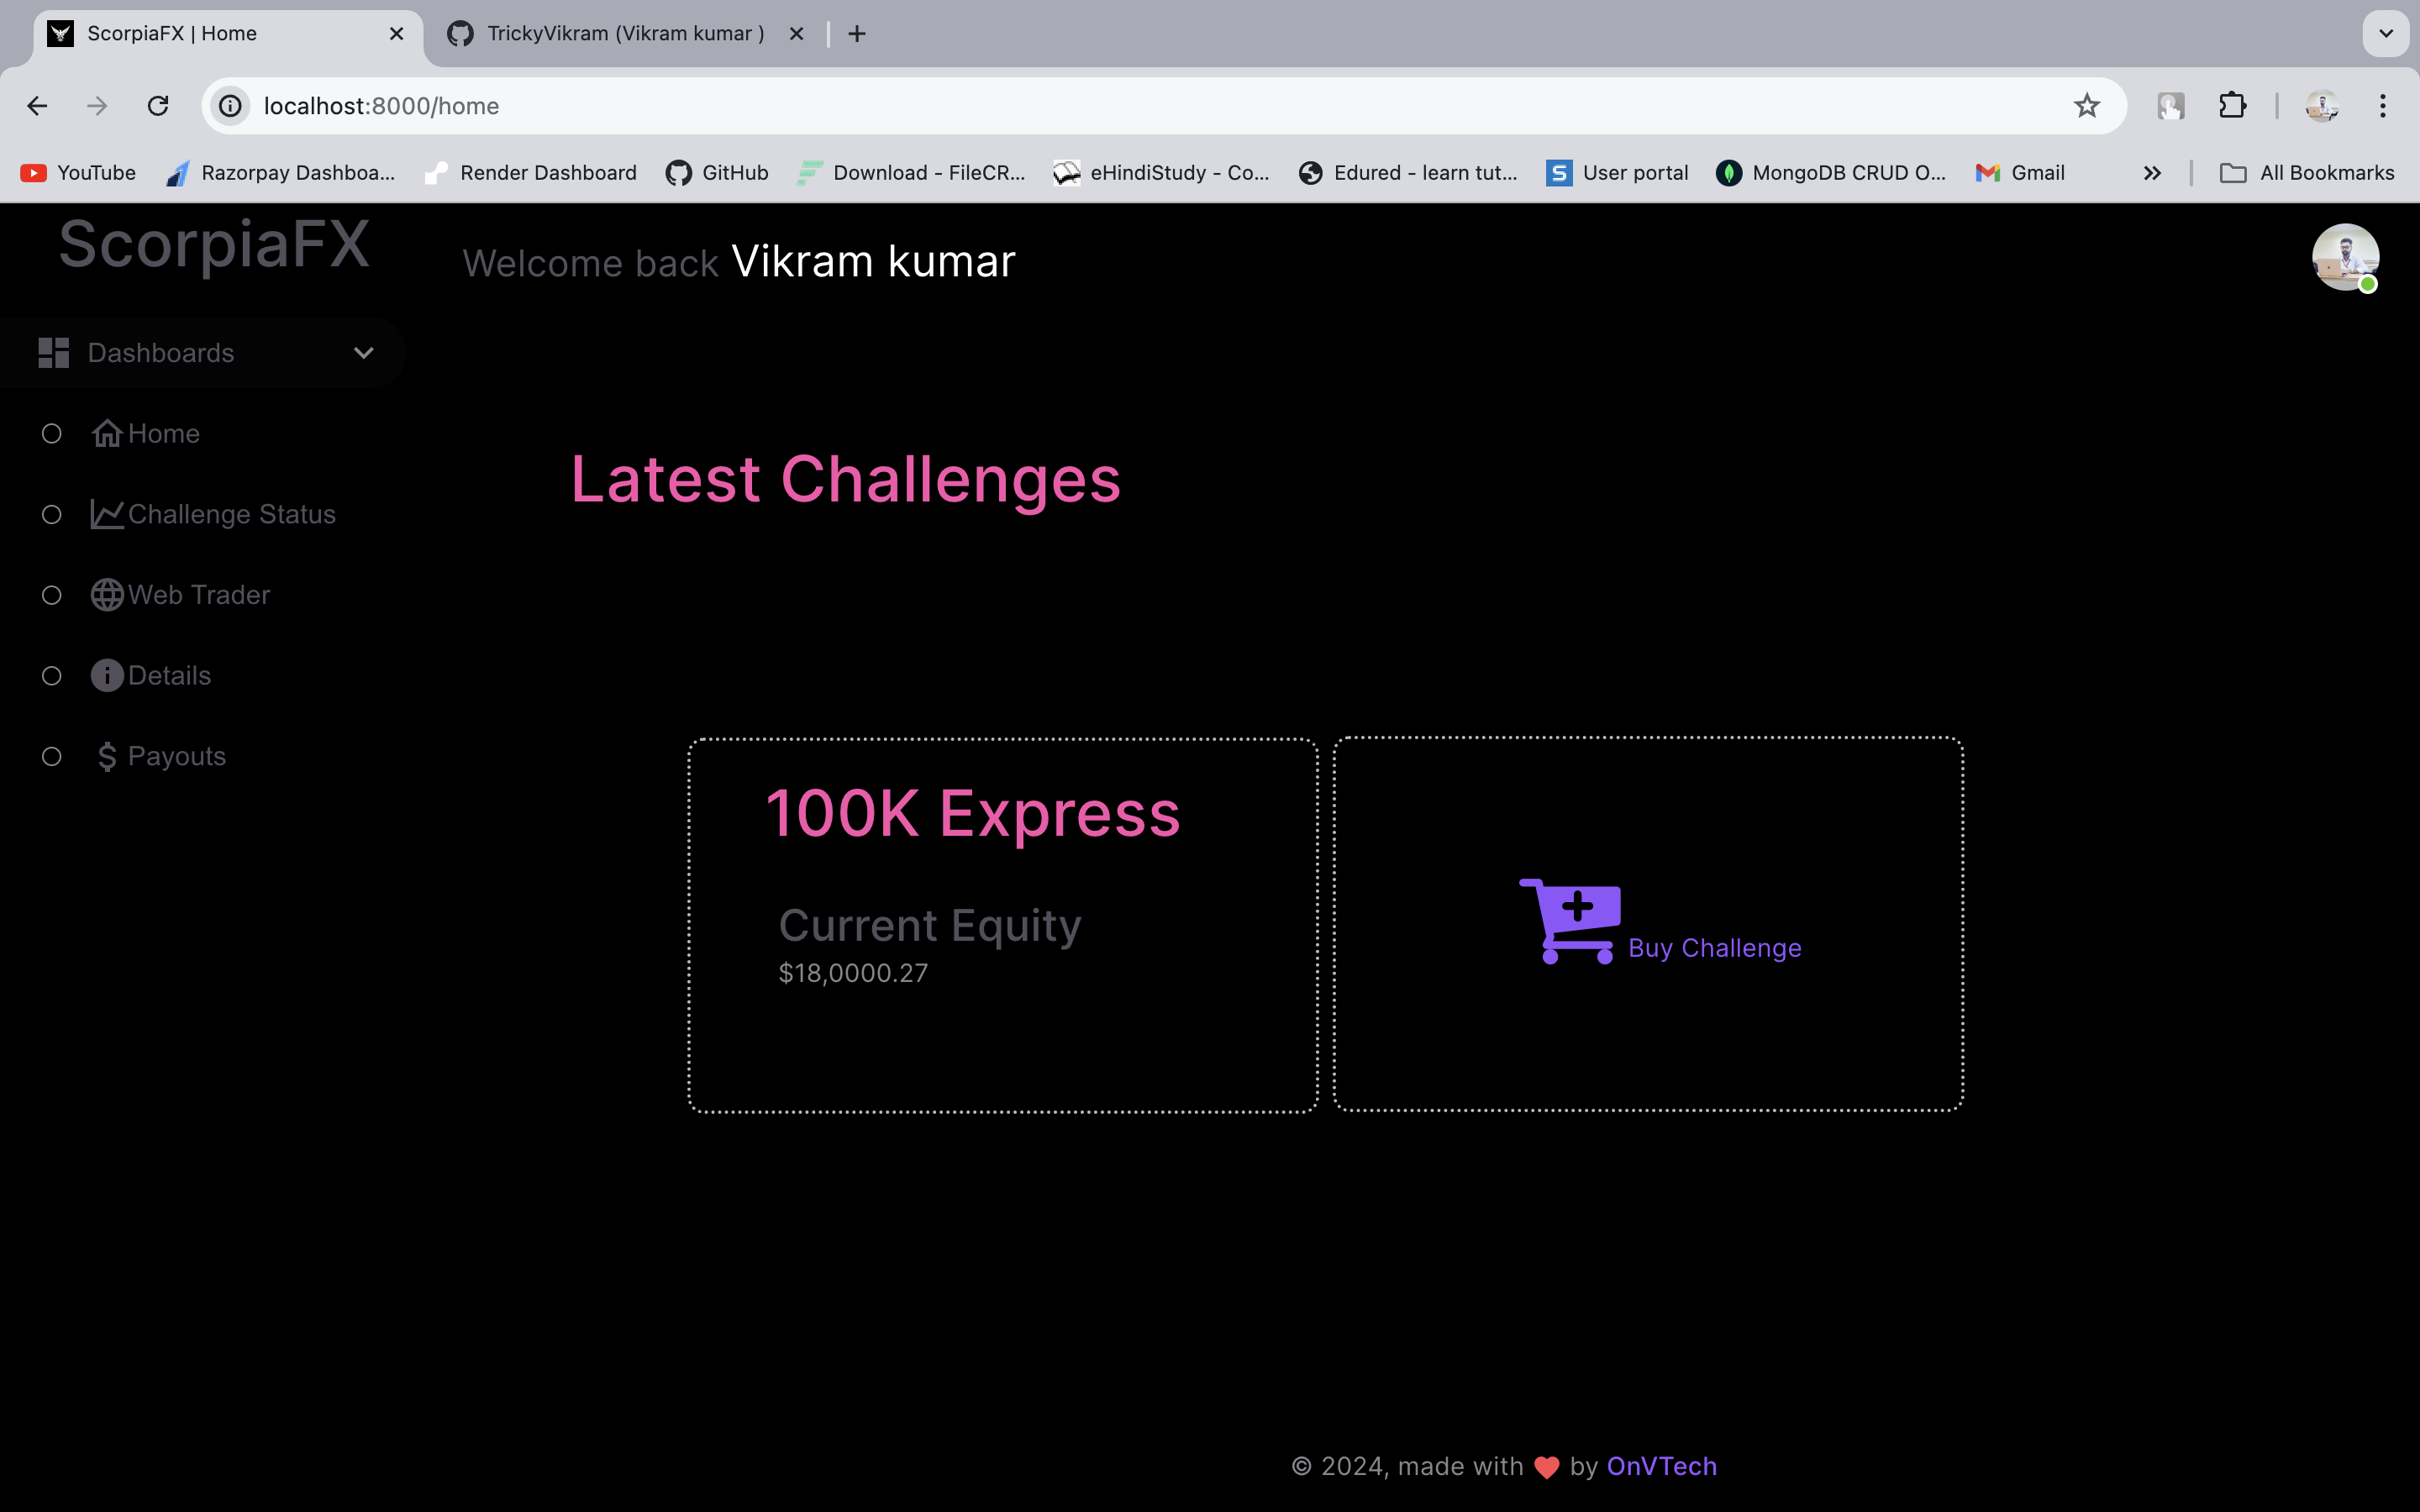 ScorpiaFX | Home
TrickyVikram (Vikram kumar )
localhost:8000/home
YouTube
Razorpay Dashboa...
Render Dashboard
GitHub
Download - FileCR...
eHindiStudy - Co...
Edured - learn tut...
S
User portal
MongoDB CRUD O...
Gmail
All Bookmarks
ScorpiaFX
Welcome back Vikram kumar
Dashboards
Home
Challenge Status
Web Trader
Details
$ Payouts
Latest Challenges
100K Express
Current Equity
$18,0000.27
Buy Challenge
© 2024, made with ❤️ by OnVTech